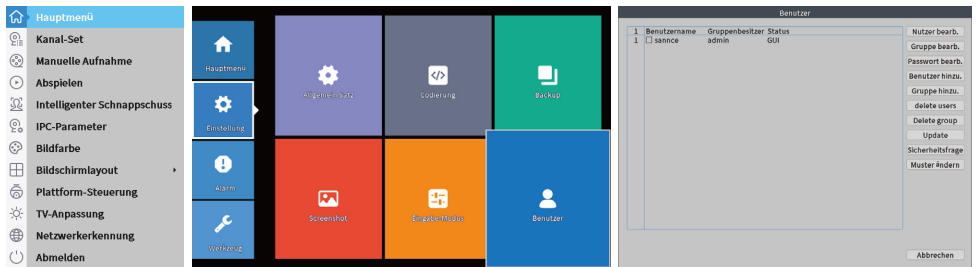 Hauptmenü
Kanal-Set
Manuelle Aufnahme
Abspielen
Intelligenter Schnappschuss
IPC-Parameter
Bildfarbe
Bildschirmlayout
Plattform-Steuerung
TV-Anpassung
Netzwerkerkennung
Abmelden
Hauptmenü
Einstellung
Alarm
Werkzeug
Allgemein Satz
Codierung
Backup
Screenshot
Eingabe-Modus
Benutzer
Benutzer
1 Benutzername Gruppenbesitzer Status
1 sannce admin GUI
Nutzer bearb.
Gruppe bearb.
Passwort bearb.
Benutzer hinzu.
Gruppe hinzu.
delete users
Delete group
Update
Sicherheitsfrage
Muster ändern
Abbrechen